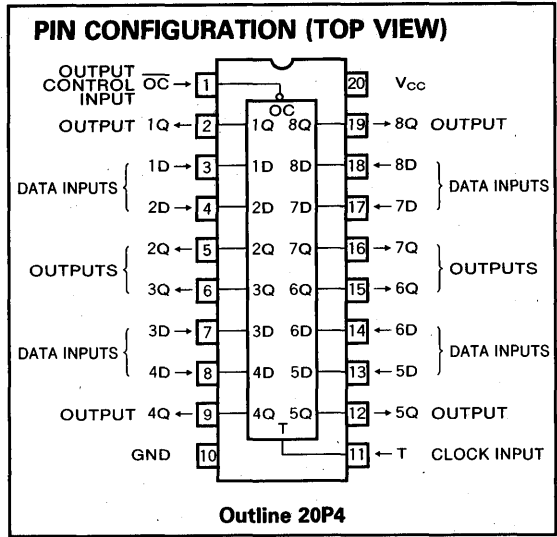 PIN CONFIGURATION (TOP VIEW)
OUTPUT
CONTROL
INPUT
O̅C̅ → 1
20 VCC
OC
OUTPUT 1Q ← 2 1Q 8Q 19 → 8Q OUTPUT
1D → 3 1D 8D 18 ← 8D
DATA INPUTS
DATA INPUTS
2D → 4 2D 7D 17 ← 7D
2Q ← 5 2Q 7Q 16 → 7Q
OUTPUTS
OUTPUTS
3Q ← 6 3Q 6Q 15 → 6Q
3D → 7 3D 6D 14 ← 6D
DATA INPUTS
DATA INPUTS
4D → 8 4D 5D 13 ← 5D
OUTPUT 4Q ← 9 4Q 5Q 12 → 5Q OUTPUT
T
GND 10 11 ← T CLOCK INPUT
Outline 20P4